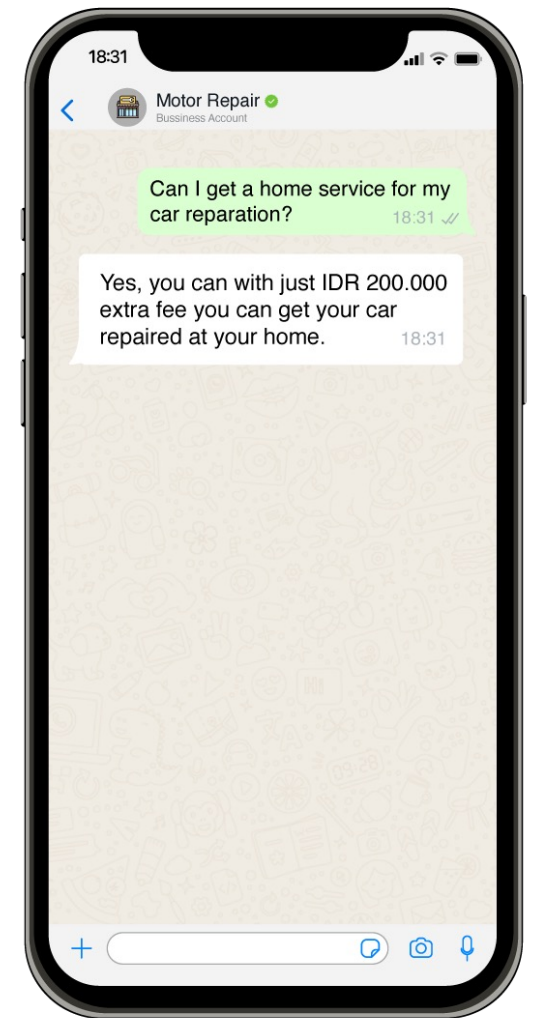 18:31
Motor Repair
Bussiness Account
Can I get a home service for my
car reparation?
18:31
Yes, you can with just IDR 200.000
extra fee you can get your car
repaired at your home.
18:31